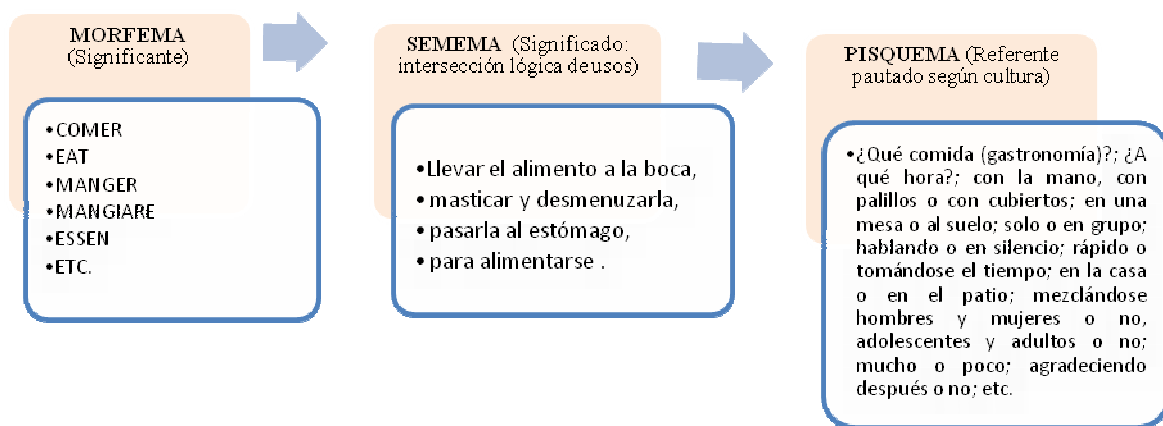 MORFEMA
(Significante)
•COMER
•EAT
•MANGER
•MANGIARE
•ESSEN
•ETC.
SEMEMA (Significado:
intersección lógica de usos)
•Llevar el alimento a la boca,
•masticar y desmenuzarla,
•pasarla al estómago,
•para alimentarse .
PISQUEMA (Referente
pautado según cultura)
•¿Qué comida (gastronomía)?; ¿A
qué hora?; con la mano, con
palillos o con cubiertos; en una
mesa o al suelo; solo o en grupo;
hablando o en silencio; rápido o
tomándose el tiempo; en la casa
o en el patio; mezclándose
hombres y mujeres o no,
adolescentes y adultos o no;
mucho o poco; agradeciendo
después o no; etc.